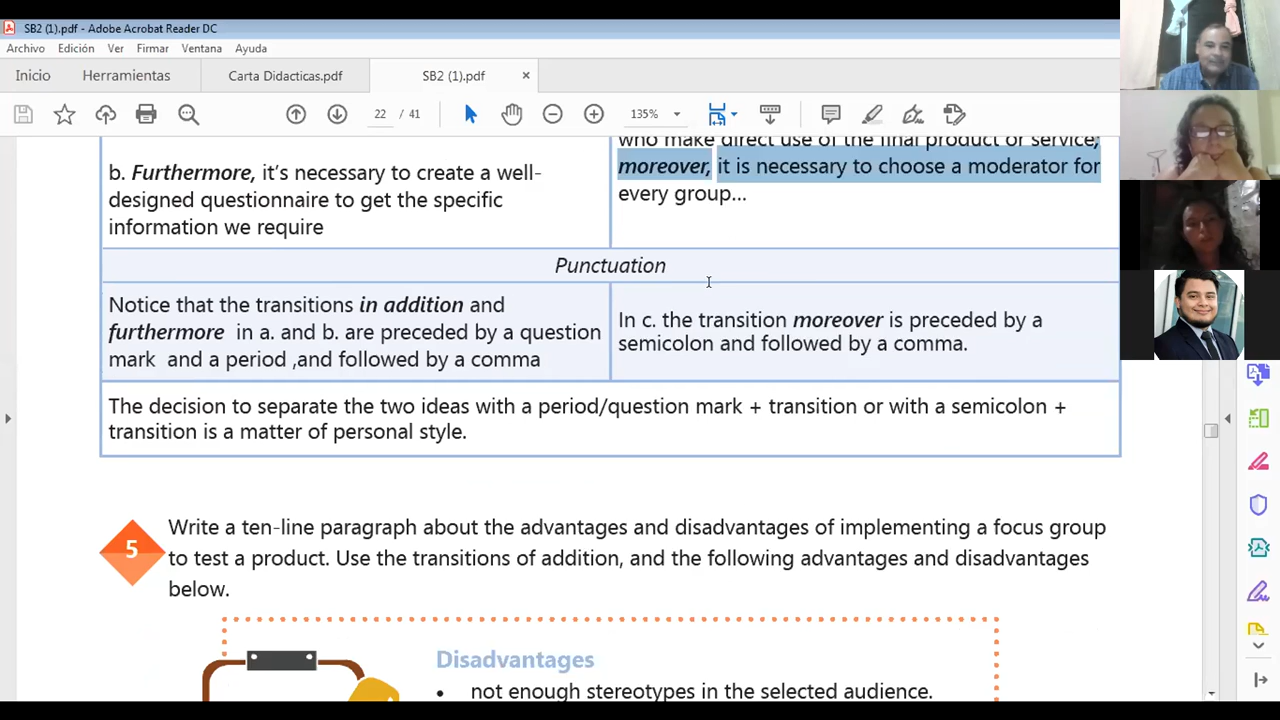 SB2 (1).pdf - Adobe Acrobat Reader DC
Archivo Edición Ver Firmar Ventana Ayuda
Inicio Herramientas Carta Didacticas.pdf SB2 (1).pdf ×
22 / 41 135%
who make direct use of the final product or service;
moreover, it is necessary to choose a moderator for
every group...
b. Furthermore, it's necessary to create a well-
designed questionnaire to get the specific
information we require
Punctuation
Notice that the transitions in addition and
furthermore in a. and b. are preceded by a question
mark and a period ,and followed by a comma
In c. the transition moreover is preceded by a
semicolon and followed by a comma.
The decision to separate the two ideas with a period/question mark + transition or with a semicolon +
transition is a matter of personal style.
5
Write a ten-line paragraph about the advantages and disadvantages of implementing a focus group
to test a product. Use the transitions of addition, and the following advantages and disadvantages
below.
Disadvantages
• not enough stereotypes in the selected audience.